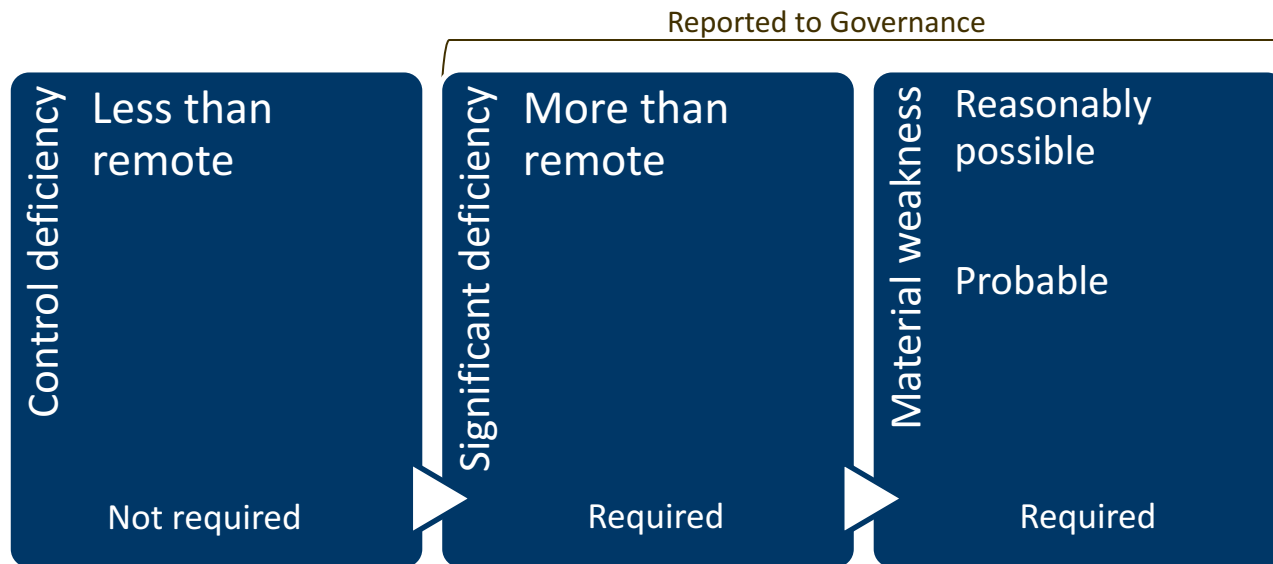 Reported to Governance
Control deficiency
Less than
remote
Not required
Significant deficiency
More than
remote
Required
Material weakness
Reasonably
possible
Probable
Required